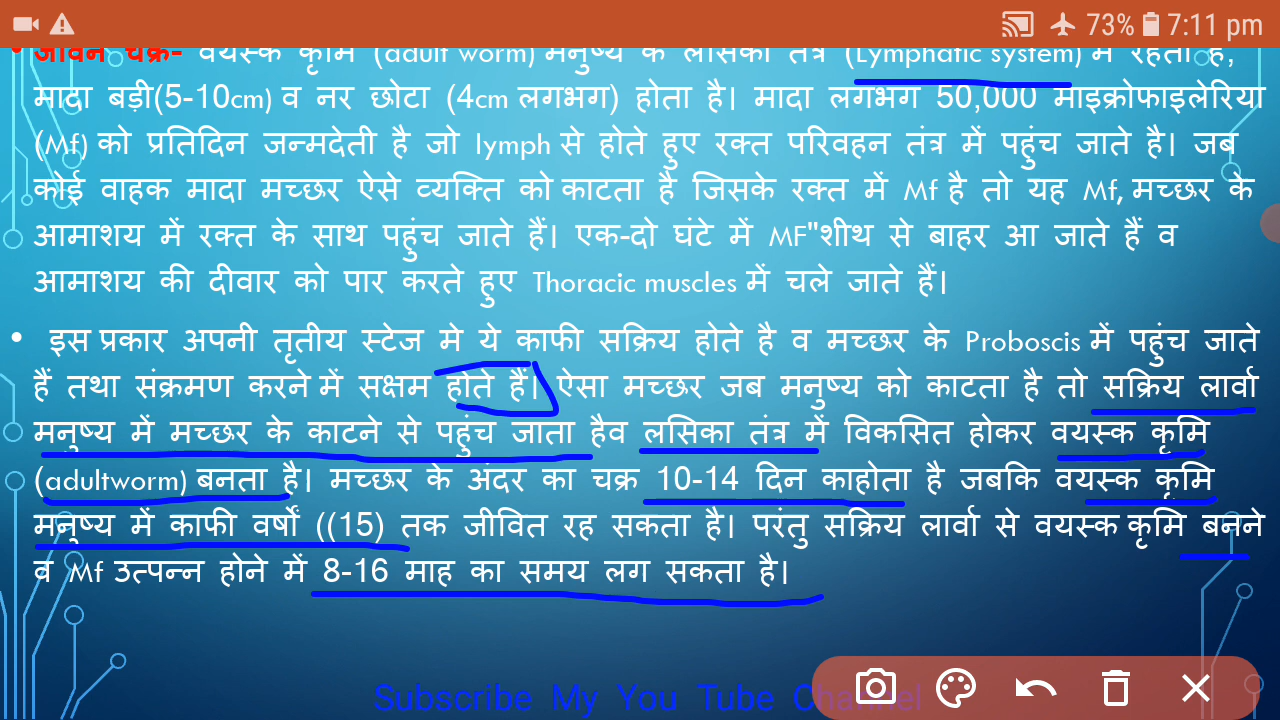 73% 7:11 pm
जीवन चक्र- वयस्क कृमि (adult worm) मनुष्य के लसिका तंत्र (Lymphatic system) में रहता है,
मादा बड़ी(5-10cm) व नर छोटा (4cm लगभग) होता है। मादा लगभग 50,000 माइक्रोफाइलेरिया
(Mf) को प्रतिदिन जन्मदेती है जो lymph से होते हुए रक्त परिवहन तंत्र में पहुंच जाते है। जब
कोई वाहक मादा मच्छर ऐसे व्यक्ति को काटता है जिसके रक्त में Mf है तो यह Mf, मच्छर के
आमाशय में रक्त के साथ पहुंच जाते हैं। एक-दो घंटे में MF"शीथ से बाहर आ जाते हैं व
आमाशय की दीवार को पार करते हुए Thoracic muscles में चले जाते हैं।
• इस प्रकार अपनी तृतीय स्टेज मे ये काफी सक्रिय होते है व मच्छर के Proboscis में पहुंच जाते
हैं तथा संक्रमण करने में सक्षम होते हैं। ऐसा मच्छर जब मनुष्य को काटता है तो सक्रिय लार्वा
मनुष्य में मच्छर के काटने से पहुंच जाता हैव लसिका तंत्र में विकसित होकर वयस्क कृमि
(adultworm) बनता है। मच्छर के अंदर का चक्र 10-14 दिन काहोता है जबकि वयस्क कृमि
मनुष्य में काफी वर्षों ((15) तक जीवित रह सकता है। परंतु सक्रिय लार्वा से वयस्क कृमि बनने
व Mf उत्पन्न होने में 8-16 माह का समय लग सकता है।
Subscribe My You Tube Channel